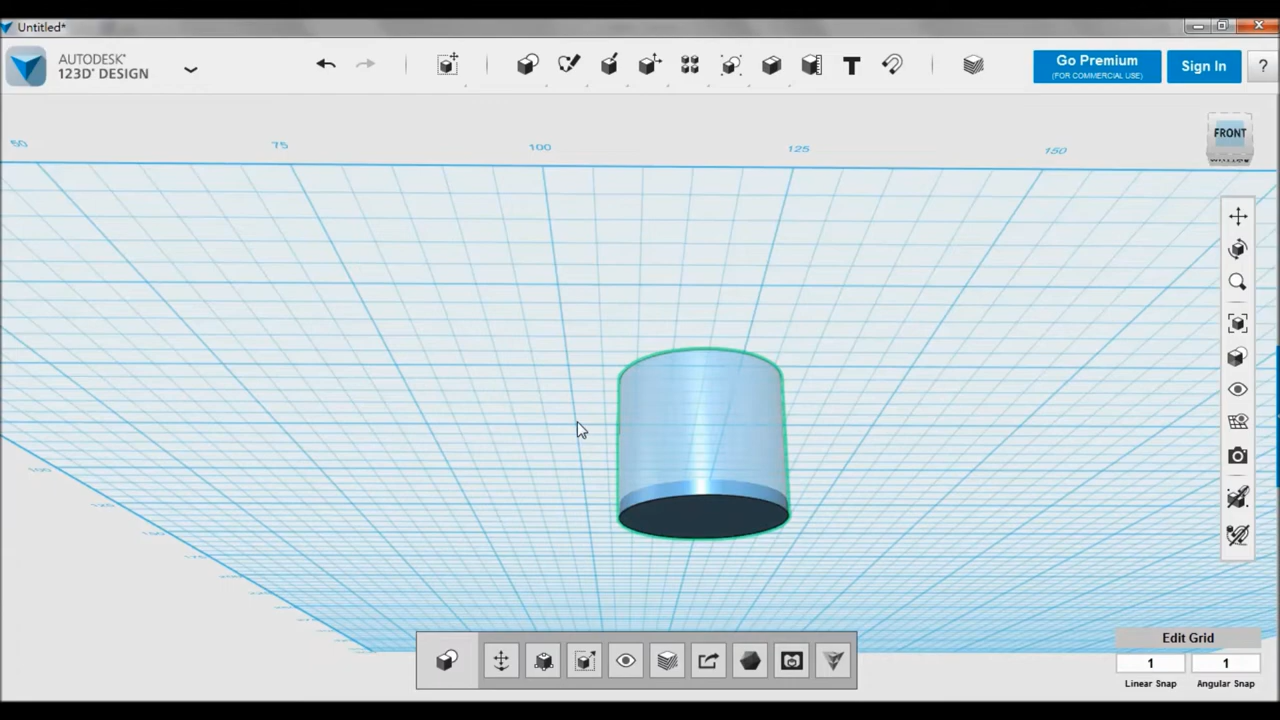 Untitled*
AUTODESK®
123D® DESIGN
T
Go Premium
(FOR COMMERCIAL USE)
Sign In
?
50
75
100
125
150
FRONT
Edit Grid
1
1
Linear Snap
Angular Snap